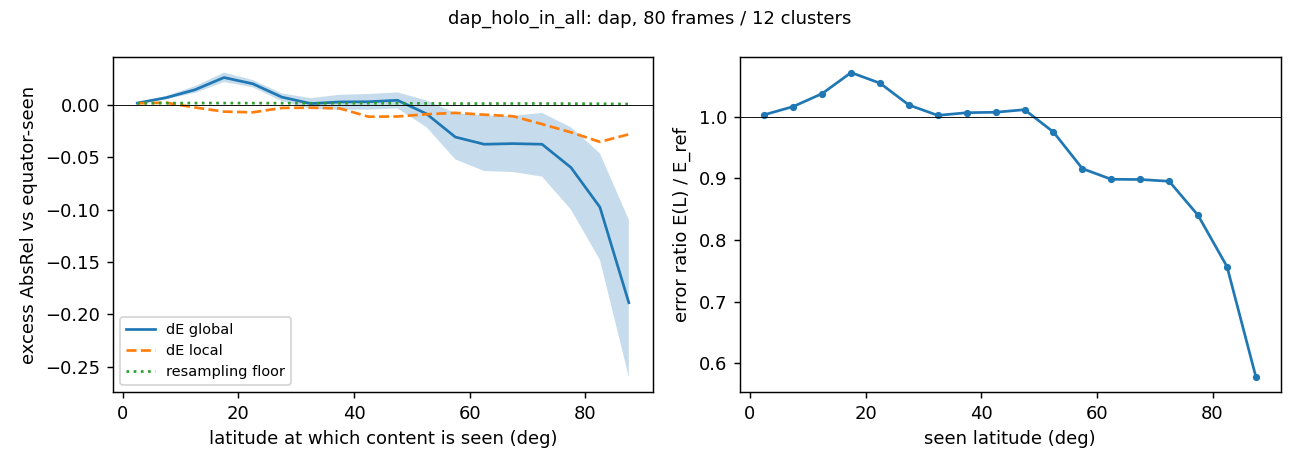 dap_holo_in_all: dap, 80 frames / 12 clusters
excess AbsRel vs equator-seen
0.00
−0.05
−0.10
−0.15
−0.20
−0.25
dE global
dE local
resampling floor
0
20
40
60
80
latitude at which content is seen (deg)
error ratio E(L) / E_ref
1.0
0.9
0.8
0.7
0.6
0
20
40
60
80
seen latitude (deg)